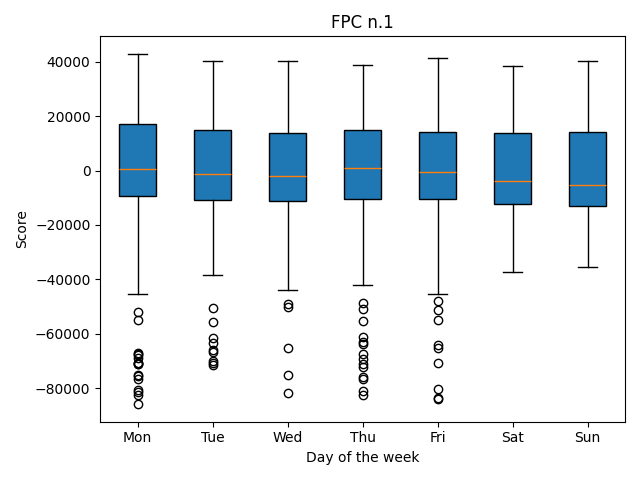 FPC n.1
40000
20000
0
−20000
−40000
−60000
−80000
Score
Mon Tue Wed Thu Fri Sat Sun
Day of the week